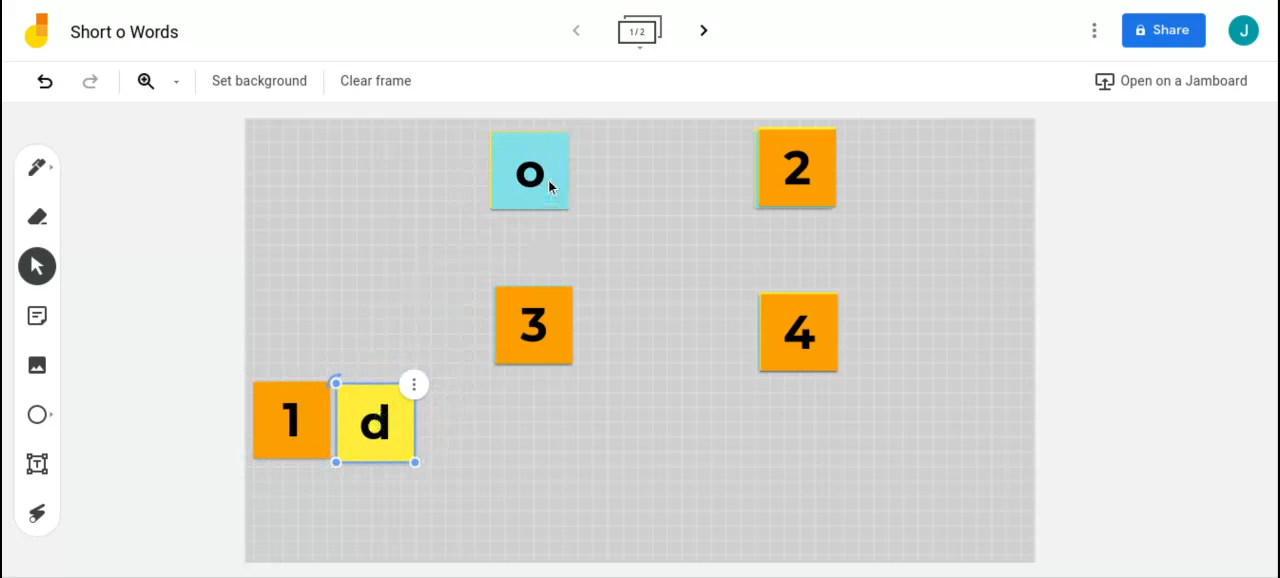 Short o Words
1/2
Share
J
Set background
Clear frame
Open on a Jamboard
o
2
3
4
1
d
T